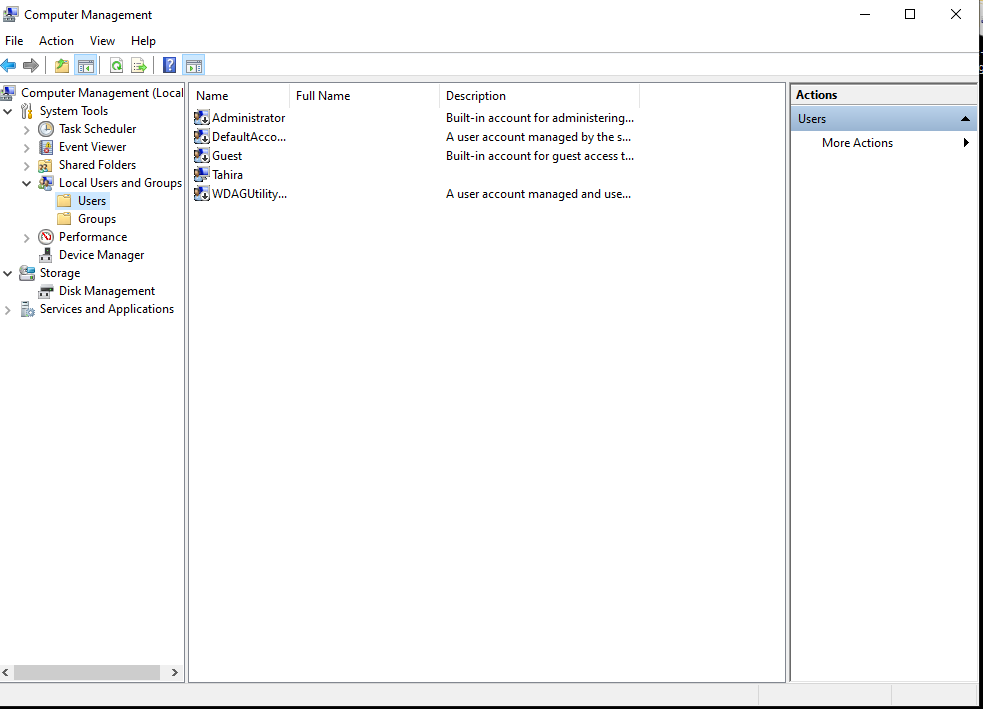 Computer Management
File Action View Help
Computer Management (Local
System Tools
Task Scheduler
Event Viewer
Shared Folders
Local Users and Groups
Users
Groups
Performance
Device Manager
Storage
Disk Management
Services and Applications
Name Full Name Description
Administrator Built-in account for administering...
DefaultAcco... A user account managed by the s...
Guest Built-in account for guest access t...
Tahira
WDAGUtility... A user account managed and use...
Actions
Users
More Actions